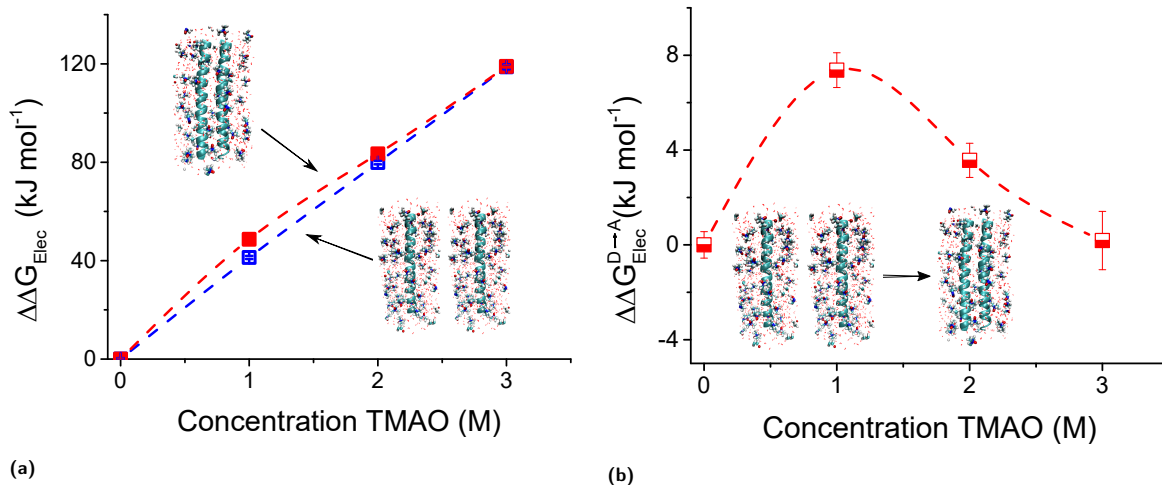 120
80
40
0
0
1
2
3
ΔΔG_Elec (kJ mol⁻¹)
Concentration TMAO (M)
(a)
8
4
0
-4
0
1
2
3
ΔΔG_Elec^D→A(kJ mol⁻¹)
Concentration TMAO (M)
(b)